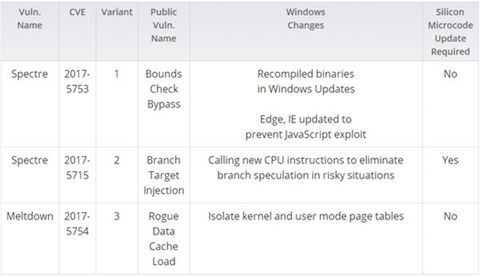 Vuln. Name CVE Variant Public Vuln. Name Windows Changes Silicon Microcode Update Required
Spectre 2017-5753 1 Bounds Check Bypass Recompiled binaries in Windows Updates Edge, IE updated to prevent JavaScript exploit No
Spectre 2017-5715 2 Branch Target Injection Calling new CPU instructions to eliminate branch speculation in risky situations Yes
Meltdown 2017-5754 3 Rogue Data Cache Load Isolate kernel and user mode page tables No